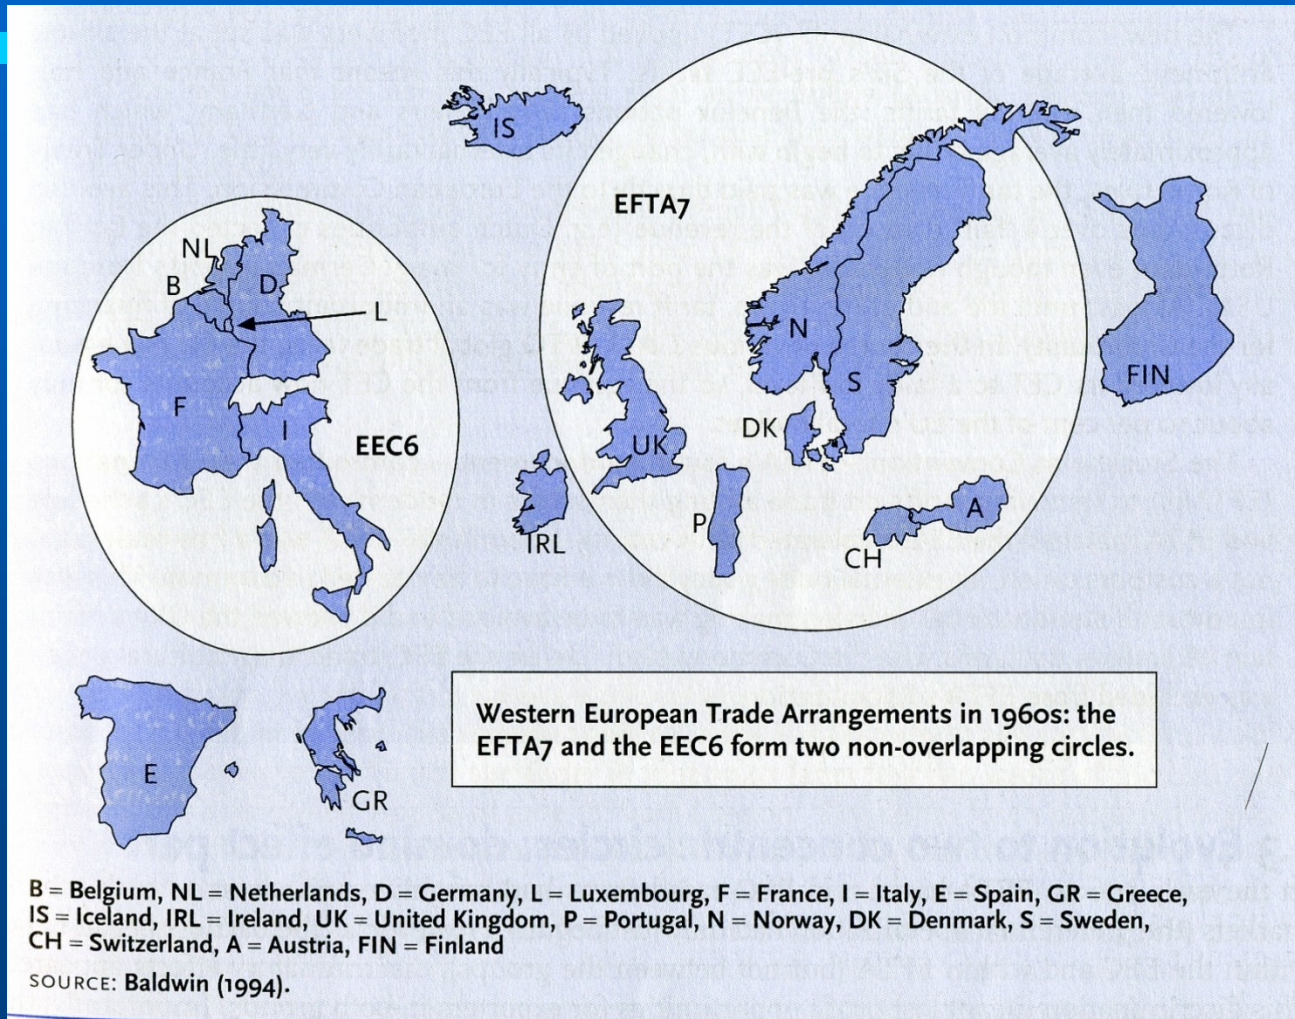 IS
EFTA7
NL
B
D
L
N
FIN
F
S
I
EEC6
DK
UK
A
P
IRL
CH
E
GR
Western European Trade Arrangements in 1960s: the
EFTA7 and the EEC6 form two non-overlapping circles.
B = Belgium, NL = Netherlands, D = Germany, L = Luxembourg, F = France, I = Italy, E = Spain, GR = Greece,
IS = Iceland, IRL = Ireland, UK = United Kingdom, P = Portugal, N = Norway, DK = Denmark, S = Sweden,
CH = Switzerland, A = Austria, FIN = Finland
SOURCE: Baldwin (1994).